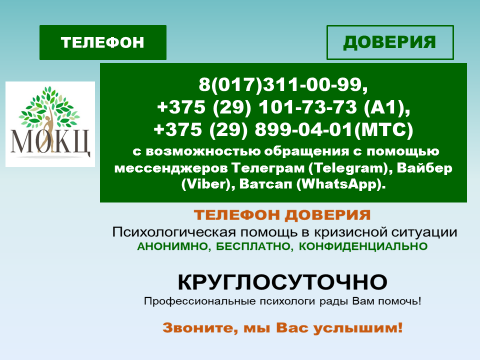 ТЕЛЕФОН
ДОВЕРИЯ
8(017)311-00-99,
+375 (29) 101-73-73 (А1),
+375 (29) 899-04-01(МТС)
с возможностью обращения с помощью
мессенджеров Телеграм (Telegram), Вайбер
(Viber), Ватсап (WhatsApp).
МОКЦ
ТЕЛЕФОН ДОВЕРИЯ
Психологическая помощь в кризисной ситуации
АНОНИМНО, БЕСПЛАТНО, КОНФИДЕНЦИАЛЬНО
КРУГЛОСУТОЧНО
Профессиональные психологи рады Вам помочь!
Звоните, мы Вас услышим!